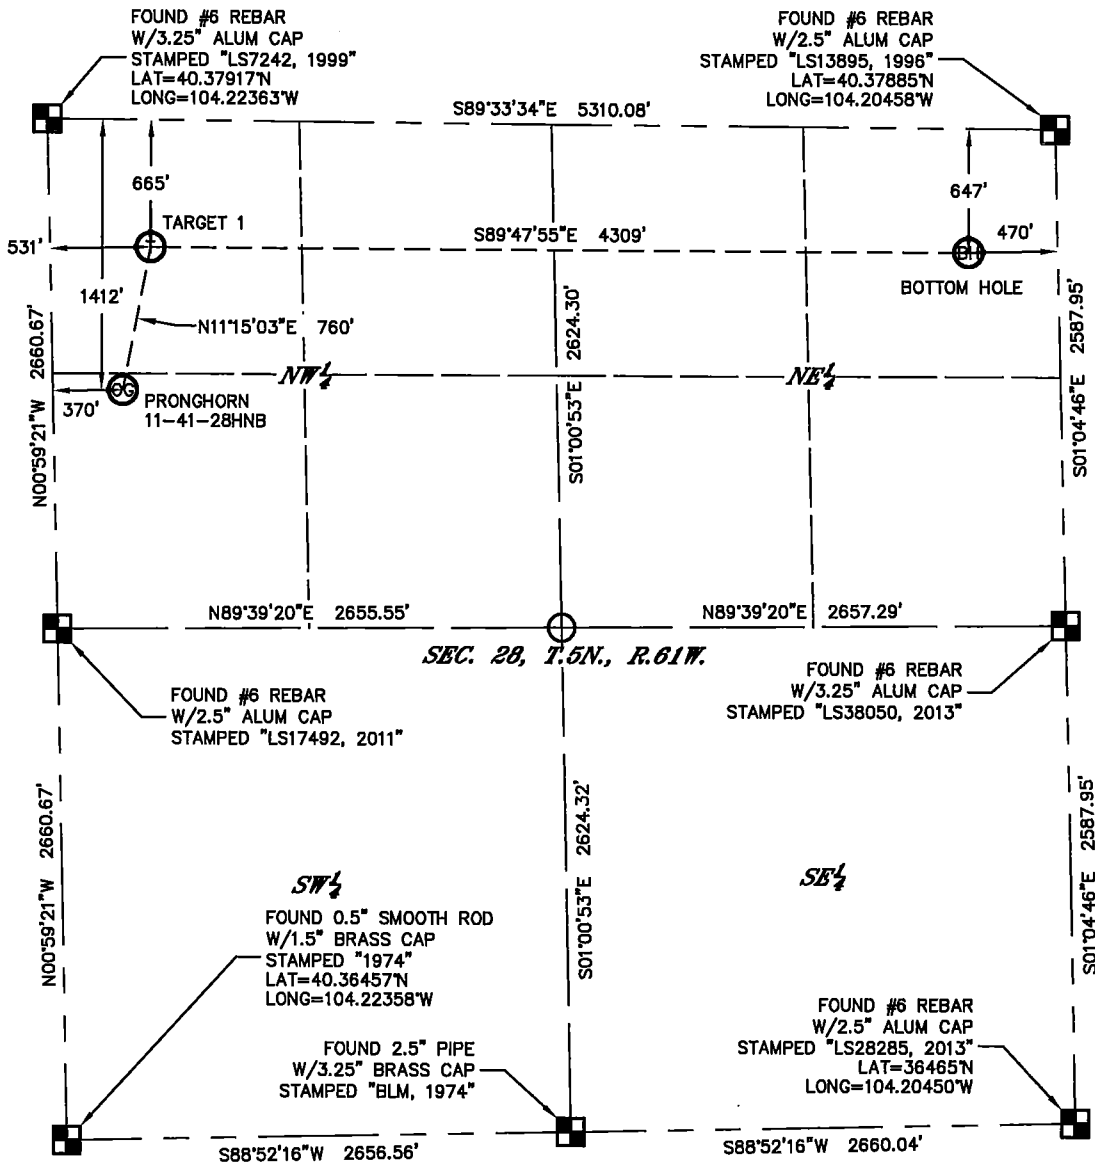 FOUND #6 REBAR
W/3.25" ALUM CAP
STAMPED "LS7242, 1999"
LAT=40.37917°N
LONG=104.22363°W
FOUND #6 REBAR
W/2.5" ALUM CAP
STAMPED "LS13895, 1996"
LAT=40.37885°N
LONG=104.20458°W
S89°33'34"E 5310.08'
665'
647'
TARGET 1
T
531'
S89°47'55"E 4309'
470'
BH
BOTTOM HOLE
1412'
N11°15'03"E 760'
N00°59'21"W 2660.67'
S01°00'53"E 2624.30'
S01°04'46"E 2587.95'
NW 1/4
NE 1/4
OG
370'
PRONGHORN
11-41-28HNB
N89°39'20"E 2655.55'
N89°39'20"E 2657.29'
SEC. 28, T.5N., R.61W.
FOUND #6 REBAR
W/2.5" ALUM CAP
STAMPED "LS17492, 2011"
FOUND #6 REBAR
W/3.25" ALUM CAP
STAMPED "LS38050, 2013"
N00°59'21"W 2660.67'
S01°00'53"E 2624.32'
S01°04'46"E 2587.95'
SW 1/4
SE 1/4
FOUND 0.5" SMOOTH ROD
W/1.5" BRASS CAP
STAMPED "1974"
LAT=40.36457°N
LONG=104.22358°W
FOUND 2.5" PIPE
W/3.25" BRASS CAP
STAMPED "BLM, 1974"
FOUND #6 REBAR
W/2.5" ALUM CAP
STAMPED "LS28285, 2013"
LAT=36465°N
LONG=104.20450°W
S88°52'16"W 2656.56'
S88°52'16"W 2660.04'